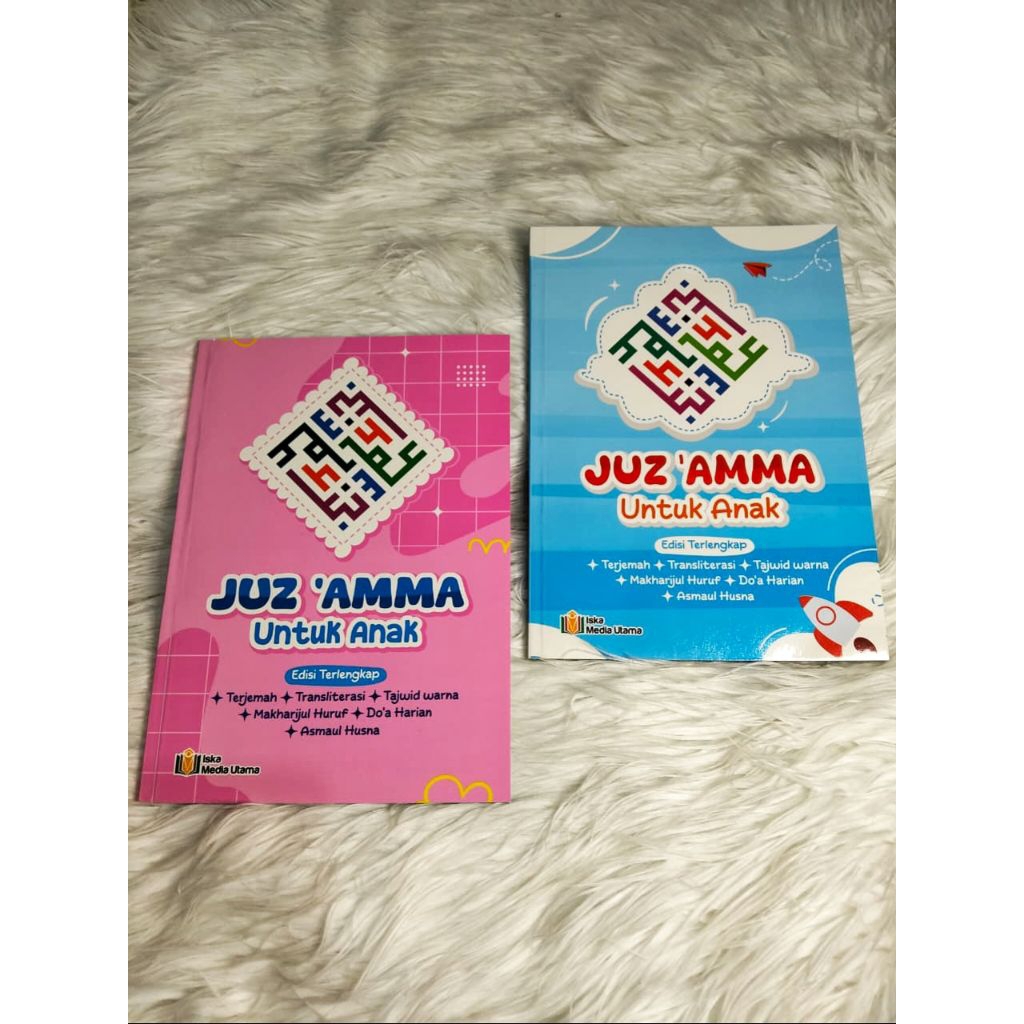 JUZ 'AMMA
Untuk Anak
Edisi Terlengkap
Terjemah Transliterasi Tajwid warna
Makharijul Huruf Do'a Harian
Asmaul Husna
Iska
Media Utama
JUZ 'AMMA
Untuk Anak
Edisi Terlengkap
Terjemah Transliterasi Tajwid warna
Makharijul Huruf Do'a Harian
Asmaul Husna
Iska
Media Utama